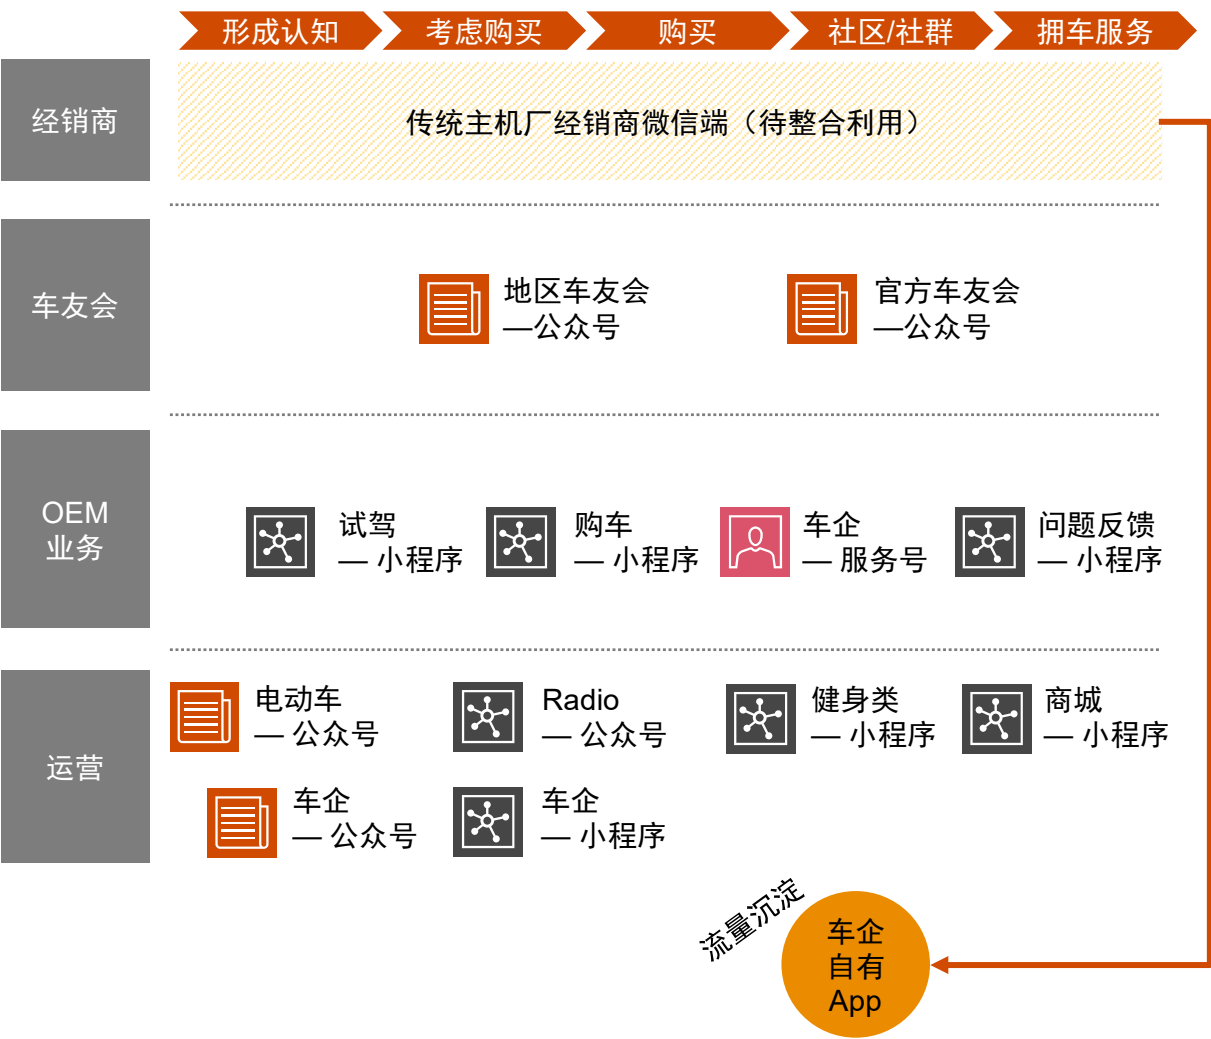 形成认知
考虑购买
购买
社区/社群
拥车服务
经销商
传统主机厂经销商微信端（待整合利用）
车友会
地区车友会
—公众号
官方车友会
—公众号
OEM
业务
试驾
— 小程序
购车
— 小程序
车企
— 服务号
问题反馈
— 小程序
运营
电动车
— 公众号
Radio
— 公众号
健身类
— 小程序
商城
— 小程序
车企
— 公众号
车企
— 小程序
流量沉淀
车企
自有
App